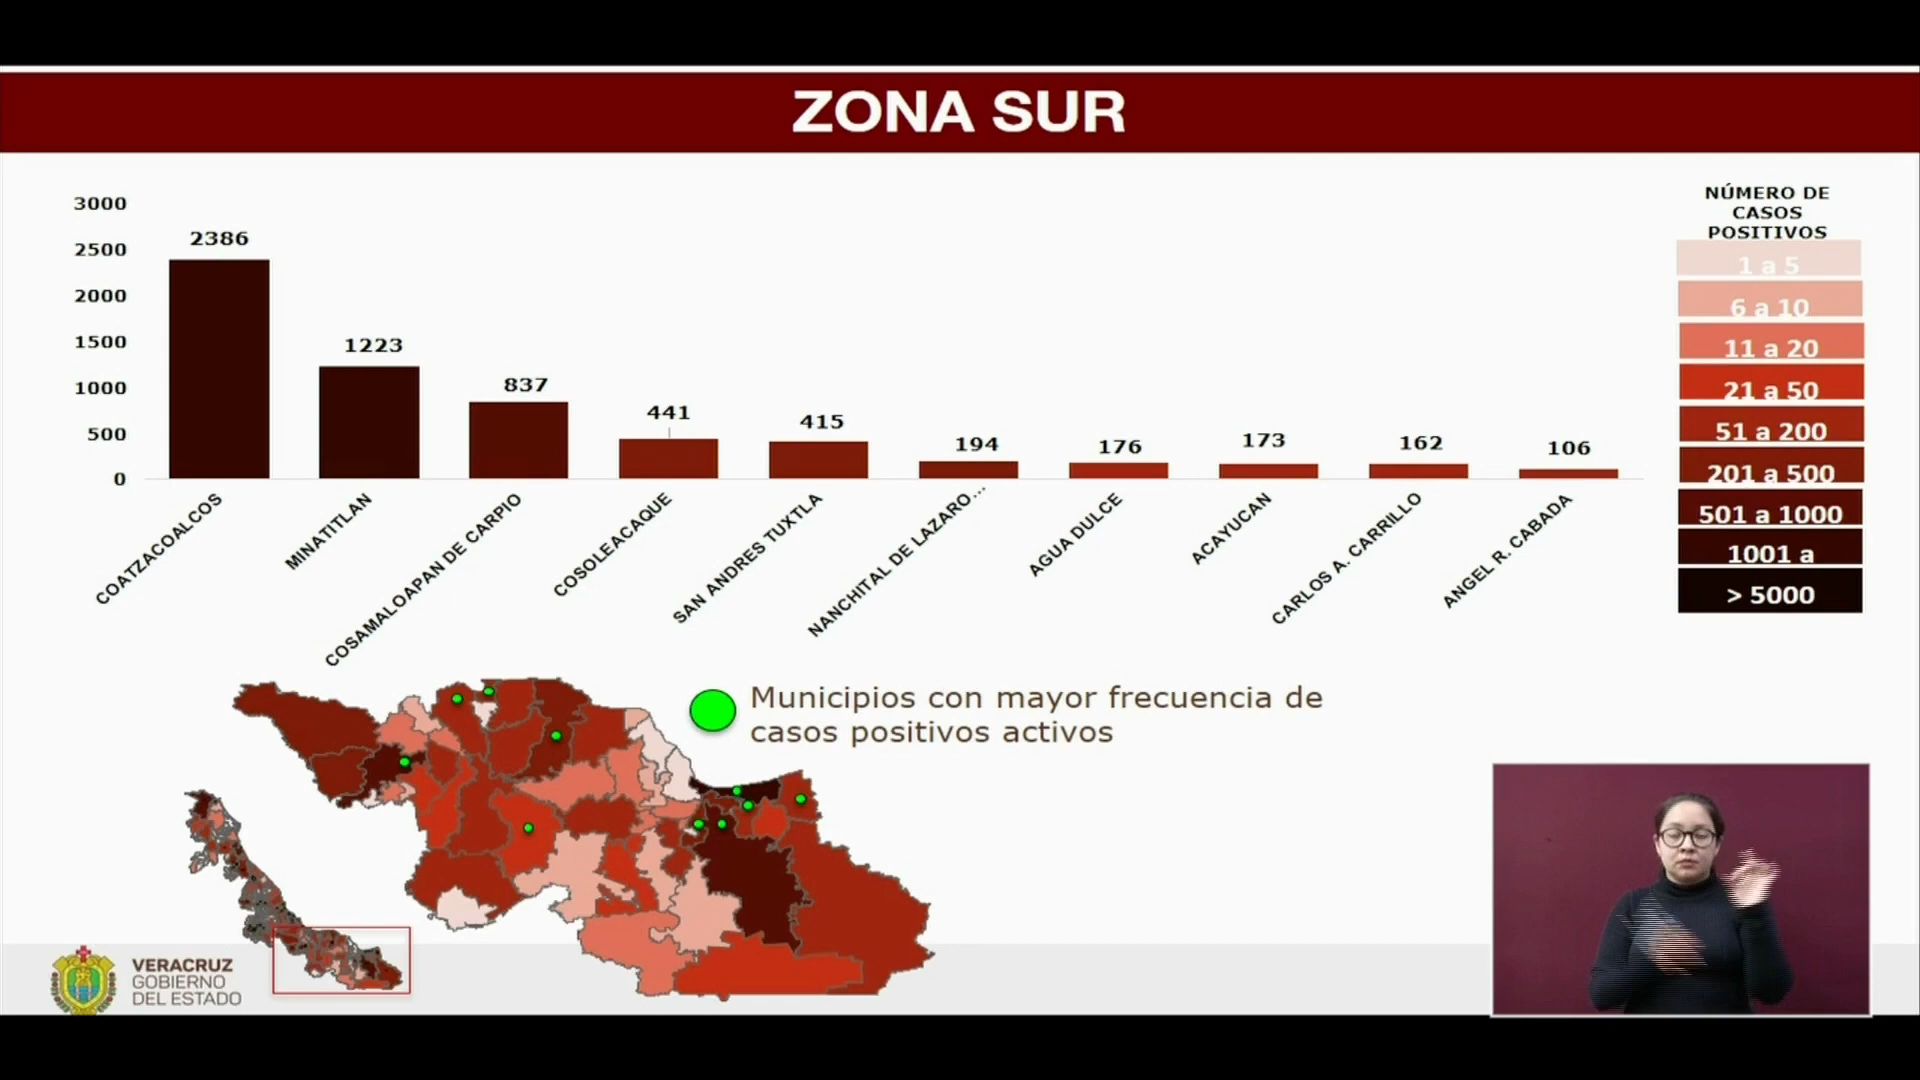 ZONA SUR
3000
2500
2000
1500
1000
500
0
2386
1223
837
441
415
194
176
173
162
106
COATZACOALCOS
MINATITLAN
COSAMALOAPAN DE CARPIO
COSOLEACAQUE
SAN ANDRES TUXTLA
NANCHITAL DE LAZARO...
AGUA DULCE
ACAYUCAN
CARLOS A. CARRILLO
ANGEL R. CABADA
NÚMERO DE
CASOS
POSITIVOS
1 a 5
6 a 10
11 a 20
21 a 50
51 a 200
201 a 500
501 a 1000
1001 a
> 5000
Municipios con mayor frecuencia de
casos positivos activos
VERACRUZ
GOBIERNO
DEL ESTADO